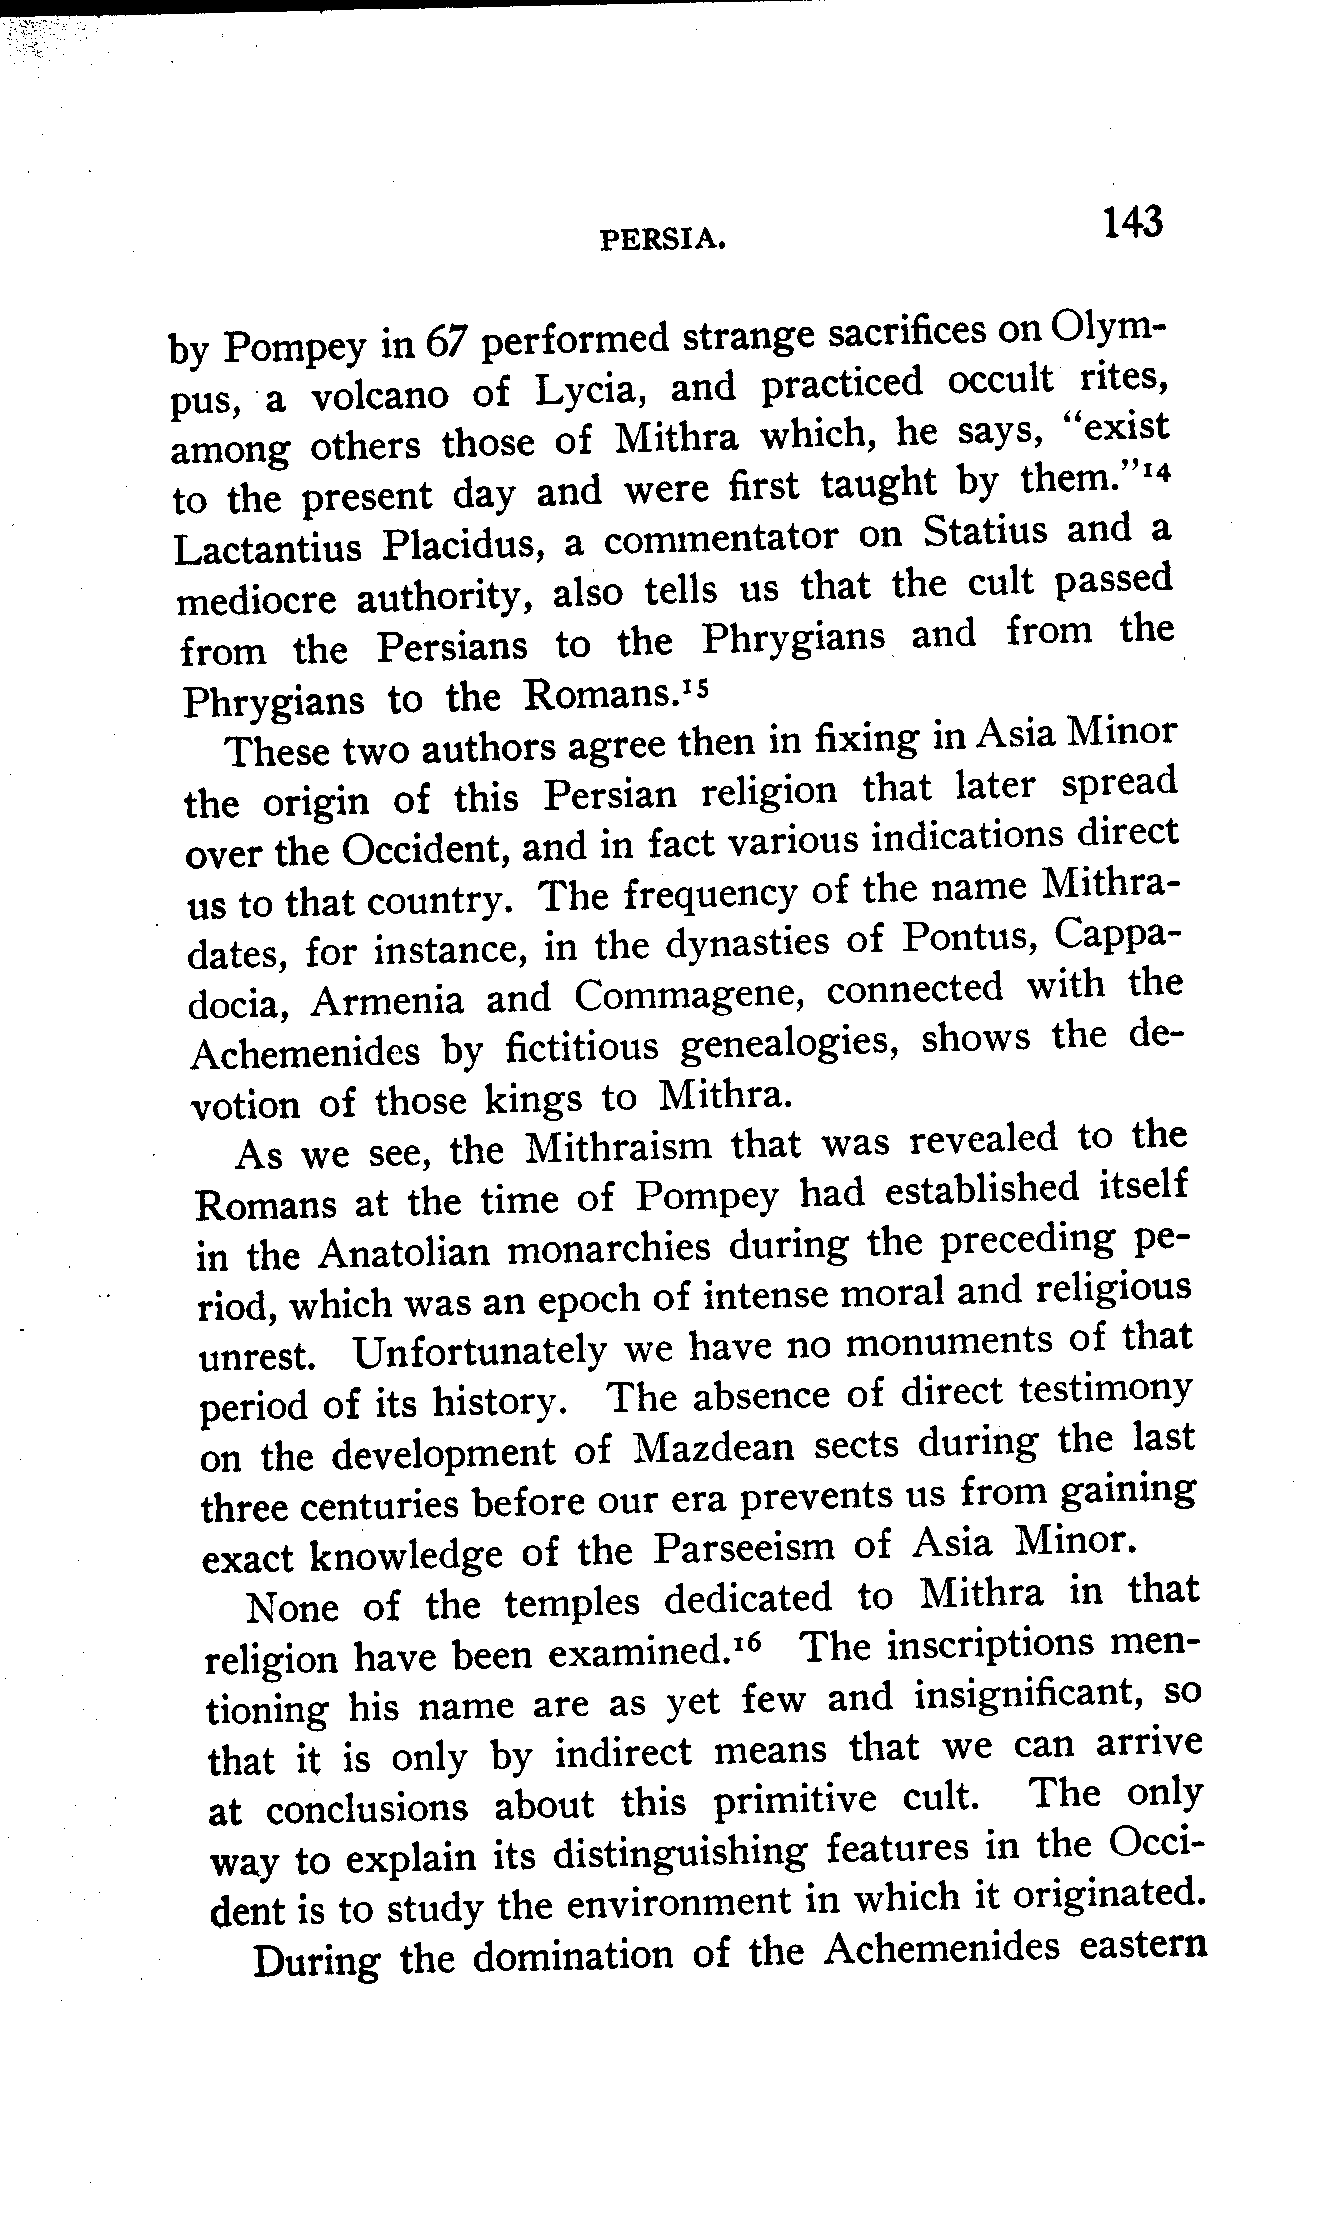 PERSIA. 143
by Pompey in 67 performed strange sacrifices on Olym-
pus, a volcano of Lycia, and practiced occult rites,
among others those of Mithra which, he says, “exist
to the present day and were first taught by them.”¹⁴
Lactantius Placidus, a commentator on Statius and a
mediocre authority, also tells us that the cult passed
from the Persians to the Phrygians and from the
Phrygians to the Romans.¹⁵
These two authors agree then in fixing in Asia Minor
the origin of this Persian religion that later spread
over the Occident, and in fact various indications direct
us to that country. The frequency of the name Mithra-
dates, for instance, in the dynasties of Pontus, Cappa-
docia, Armenia and Commagene, connected with the
Achemenides by fictitious genealogies, shows the de-
votion of those kings to Mithra.
As we see, the Mithraism that was revealed to the
Romans at the time of Pompey had established itself
in the Anatolian monarchies during the preceding pe-
riod, which was an epoch of intense moral and religious
unrest. Unfortunately we have no monuments of that
period of its history. The absence of direct testimony
on the development of Mazdean sects during the last
three centuries before our era prevents us from gaining
exact knowledge of the Parseeism of Asia Minor.
None of the temples dedicated to Mithra in that
religion have been examined.¹⁶ The inscriptions men-
tioning his name are as yet few and insignificant, so
that it is only by indirect means that we can arrive
at conclusions about this primitive cult. The only
way to explain its distinguishing features in the Occi-
dent is to study the environment in which it originated.
During the domination of the Achemenides eastern